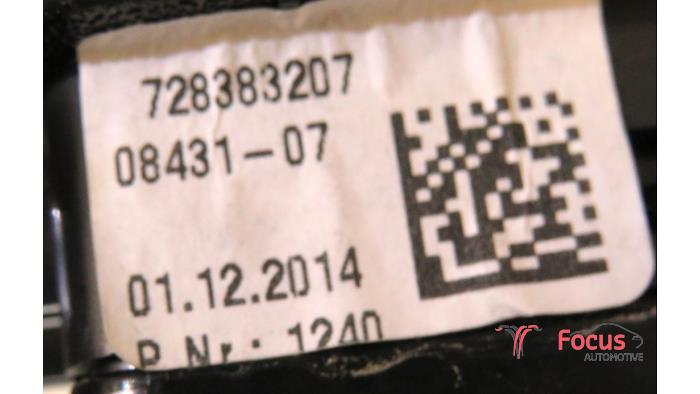 728383207
08431-07
01.12.2014
P.Nr.: 1240
Focus
AUTOMOTIVE